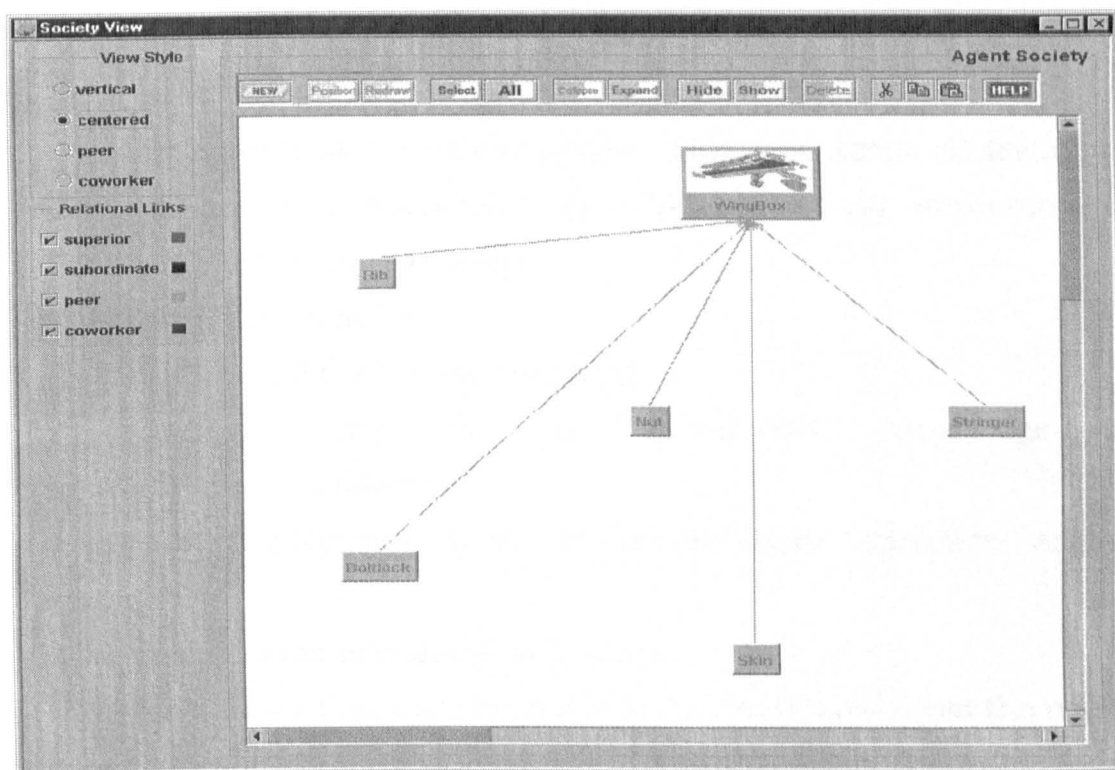 Society View
View Style
Agent Society
vertical
centered
peer
coworker
Relational Links
superior
subordinate
peer
coworker
NEW Position Redraw Select All Collapse Expand Hide Show Delete HELP
WingBox
Rib
Nut
Stringer
Boltlock
Skin